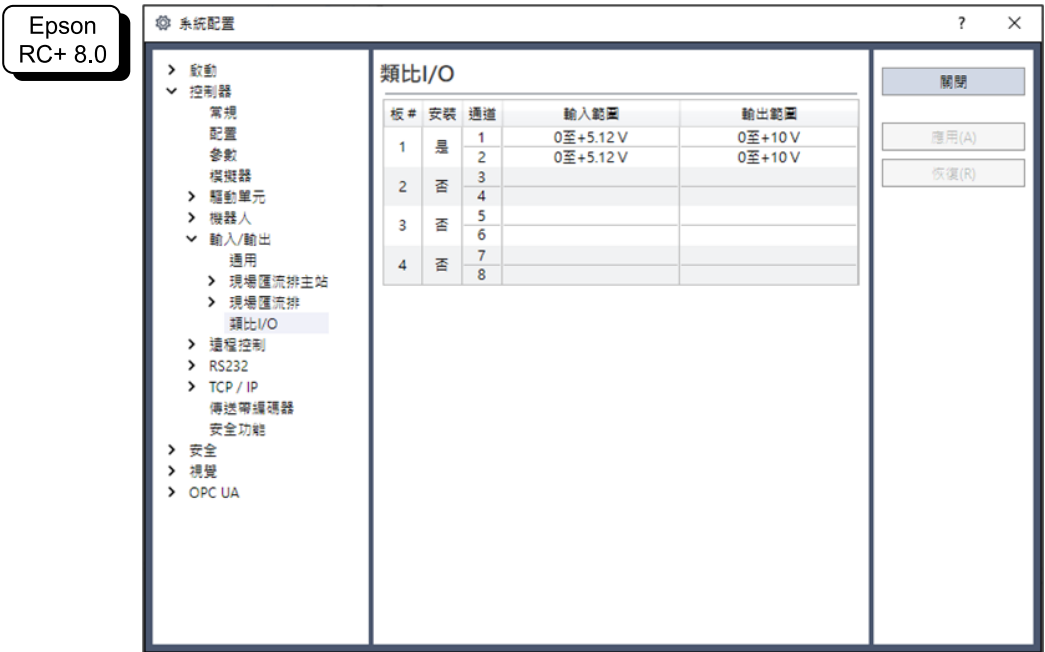 Epson
RC+ 8.0
系統配置
?
啟動
控制器
常規
配置
參數
模擬器
驅動單元
機器人
輸入/輸出
通用
現場匯流排主站
現場匯流排
類比I/O
遠程控制
RS232
TCP / IP
傳送帶編碼器
安全功能
安全
視覺
OPC UA
類比I/O
板 # 安裝 通道 輸入範圍 輸出範圍
1 是 1 0至+5.12 V 0至+10 V
2 0至+5.12 V 0至+10 V
2 否 3
4
3 否 5
6
4 否 7
8
關閉
應用(A)
恢復(R)